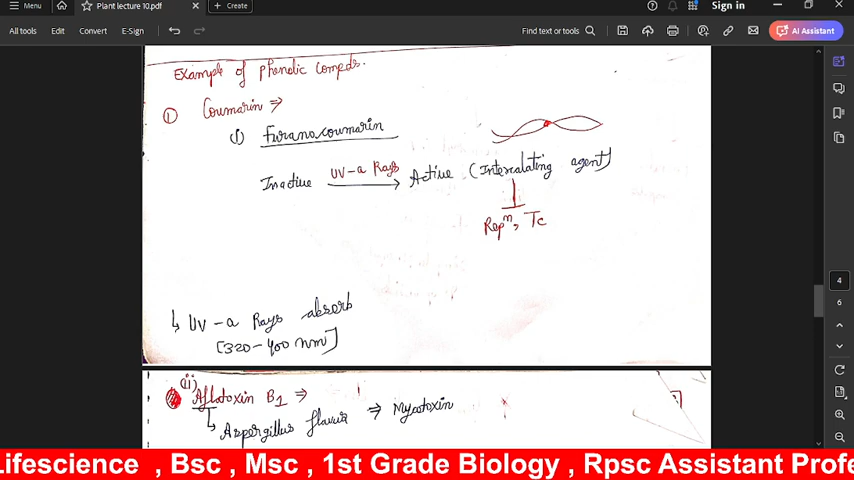 Menu
Plant lecture 10.pdf
Create
Sign in
All tools
Edit
Convert
E-Sign
Find text or tools
AI Assistant
Example of phenolic compds.
① Coumarin ⇒
(i) Furanocoumarin
Inactive UV-a Rays → Active (Intercalating agent)
Repⁿ, Tc
↳ UV-a Rays absorb
[320-400 nm]
4
6
(ii)
Aflatoxin B1 ⇒
↳ Aspergillus flavus ⇒ Mycotoxin
Lifescience , Bsc , Msc , 1st Grade Biology , Rpsc Assistant Profe